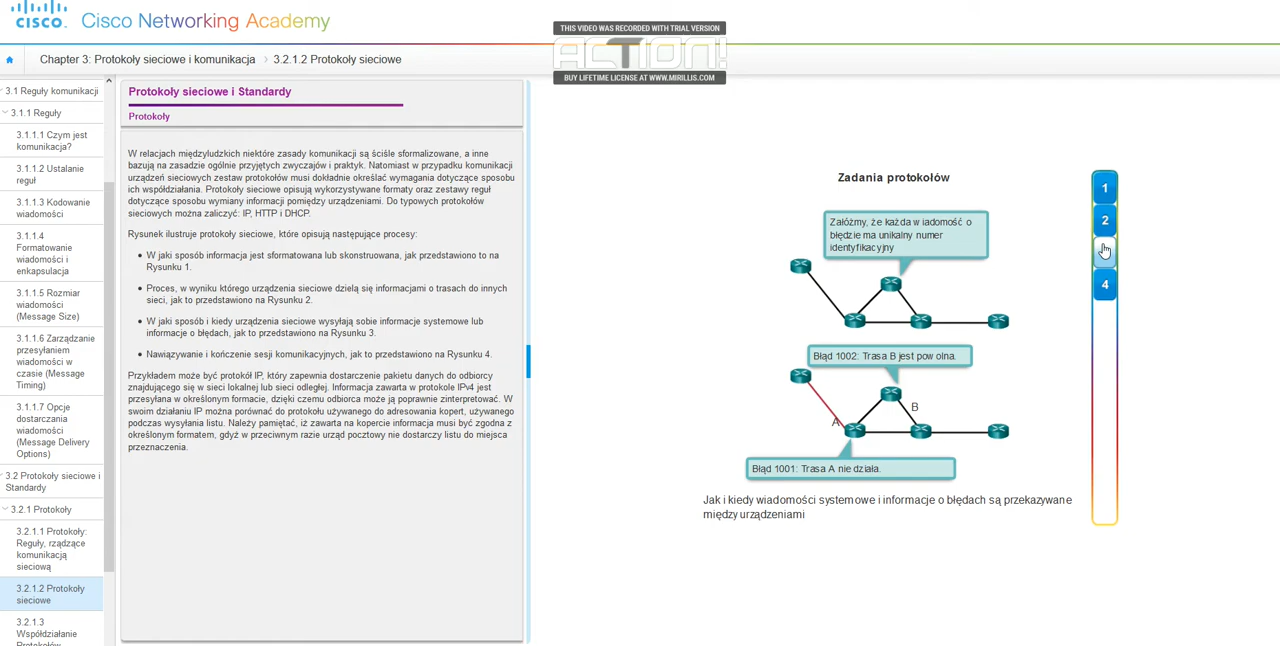 cisco. Cisco Networking Academy
THIS VIDEO WAS RECORDED WITH TRIAL VERSION
ACTION!
BUY LIFETIME LICENSE AT WWW.MIRILLIS.COM
Chapter 3: Protokoły sieciowe i komunikacja > 3.2.1.2 Protokoły sieciowe
3.1 Reguły komunikacji
3.1.1 Reguły
3.1.1.1 Czym jest
komunikacja?
3.1.1.2 Ustalanie
reguł
3.1.1.3 Kodowanie
wiadomości
3.1.1.4
Formatowanie
wiadomości i
enkapsulacja
3.1.1.5 Rozmiar
wiadomości
(Message Size)
3.1.1.6 Zarządzanie
przesyłaniem
wiadomości w
czasie (Message
Timing)
3.1.1.7 Opcje
dostarczania
wiadomości
(Message Delivery
Options)
3.2 Protokoły sieciowe i
Standardy
3.2.1 Protokoły
3.2.1.1 Protokoły:
Reguły, rządzące
komunikacją
sieciową
3.2.1.2 Protokoły
sieciowe
3.2.1.3
Współdziałanie
Protokołów
Protokoły sieciowe i Standardy
Protokoły
W relacjach międzyludzkich niektóre zasady komunikacji są ściśle sformalizowane, a inne
bazują na zasadzie ogólnie przyjętych zwyczajów i praktyk. Natomiast w przypadku komunikacji
urządzeń sieciowych zestaw protokołów musi dokładnie określać wymagania dotyczące sposobu
ich współdziałania. Protokoły sieciowe opisują wykorzystywane formaty oraz zestawy reguł
dotyczące sposobu wymiany informacji pomiędzy urządzeniami. Do typowych protokołów
sieciowych można zaliczyć: IP, HTTP i DHCP.
Rysunek ilustruje protokoły sieciowe, które opisują następujące procesy:
• W jaki sposób informacja jest sformatowana lub skonstruowana, jak przedstawiono to na
Rysunku 1.
• Proces, w wyniku którego urządzenia sieciowe dzielą się informacjami o trasach do innych
sieci, jak to przedstawiono na Rysunku 2.
• W jaki sposób i kiedy urządzenia sieciowe wysyłają sobie informacje systemowe lub
informacje o błędach, jak to przedstawiono na Rysunku 3.
• Nawiązywanie i kończenie sesji komunikacyjnych, jak to przedstawiono na Rysunku 4.
Przykładem może być protokół IP, który zapewnia dostarczenie pakietu danych do odbiorcy
znajdującego się w sieci lokalnej lub sieci odległej. Informacja zawarta w protokole IPv4 jest
przesyłana w określonym formacie, dzięki czemu odbiorca może ją poprawnie zinterpretować. W
swoim działaniu IP można porównać do protokołu używanego do adresowania kopert, używanego
podczas wysyłania listu. Należy pamiętać, iż zawarta na kopercie informacja musi być zgodna z
określonym formatem, gdyż w przeciwnym razie urząd pocztowy nie dostarczy listu do miejsca
przeznaczenia.
Zadania protokołów
Załóżmy, że każda w iadomość o
błędzie ma unikalny numer
identyfikacyjny
Błąd 1002: Trasa B jest pow olna.
B
A
Błąd 1001: Trasa A nie działa.
Jak i kiedy wiadomości systemowe i informacje o błędach są przekazywane
między urządzeniami
1
2
4